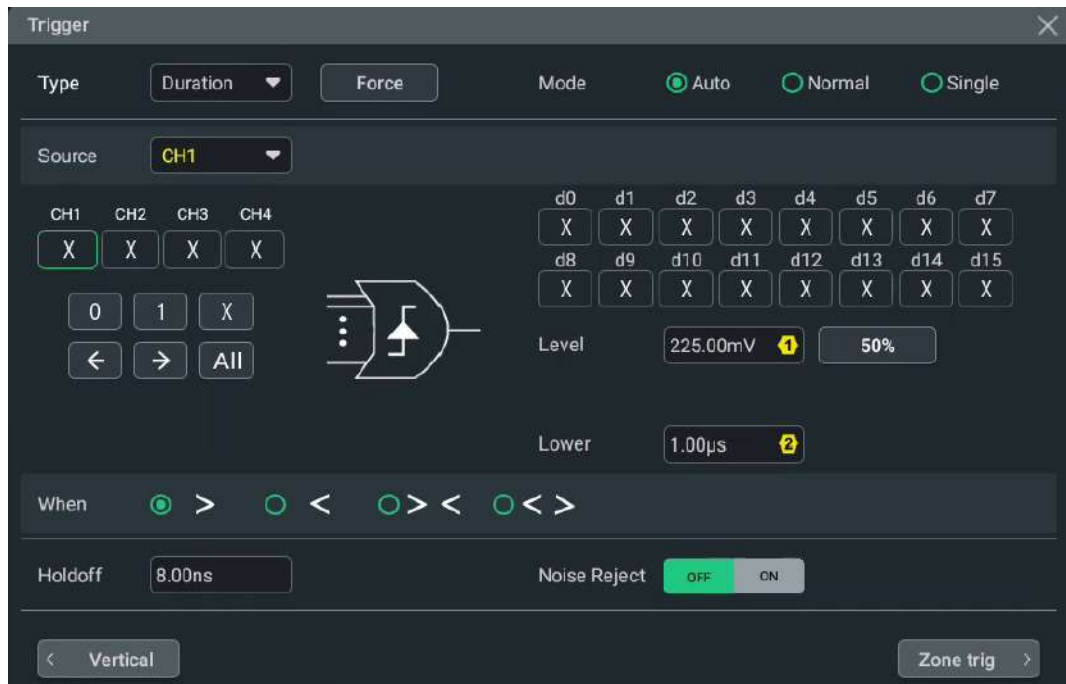 Trigger
Type Duration Force Mode Auto Normal Single
Source CH1
CH1 CH2 CH3 CH4
X X X X
d0 d1 d2 d3 d4 d5 d6 d7
X X X X X X X X
d8 d9 d10 d11 d12 d13 d14 d15
X X X X X X X X
0 1 X
← → All
Level 225.00mV 1 50%
Lower 1.00μs 2
When > < > < < >
Holdoff 8.00ns Noise Reject OFF ON
< Vertical Zone trig >